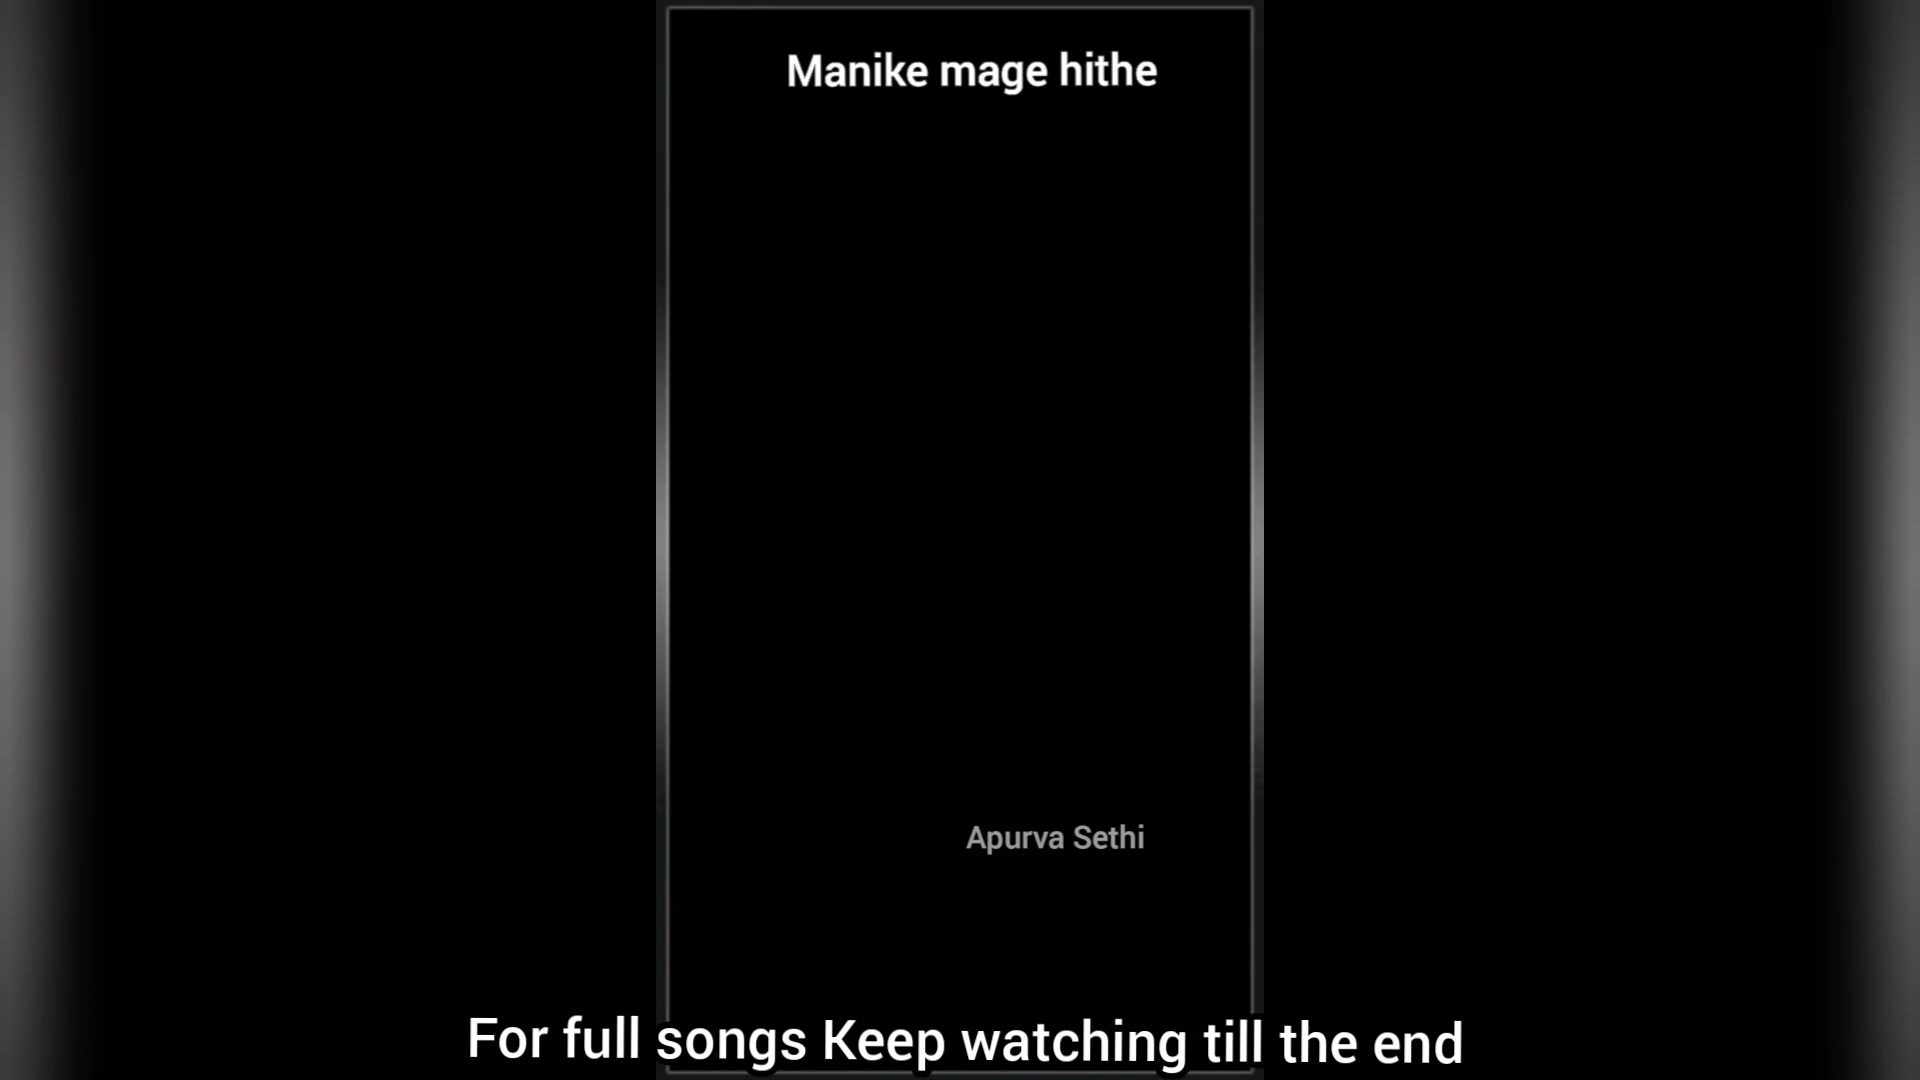 Manike mage hithe
Apurva Sethi
For full songs Keep watching till the end